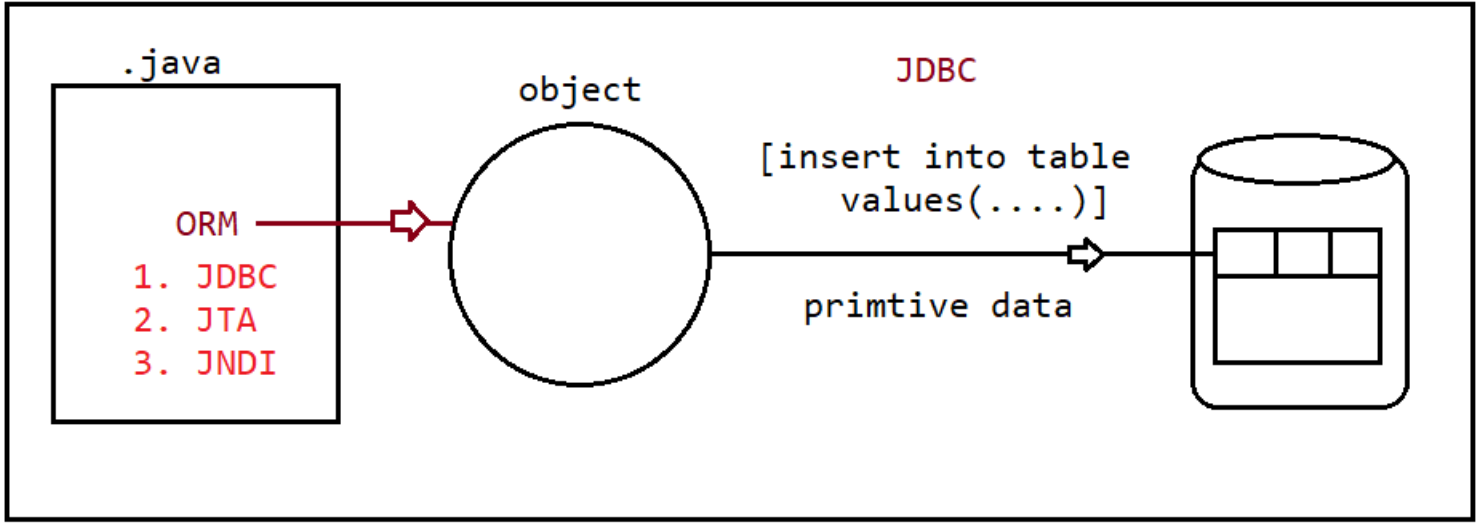 .java
ORM
1. JDBC
2. JTA
3. JNDI
object
JDBC
[insert into table
values(....)]
primtive data